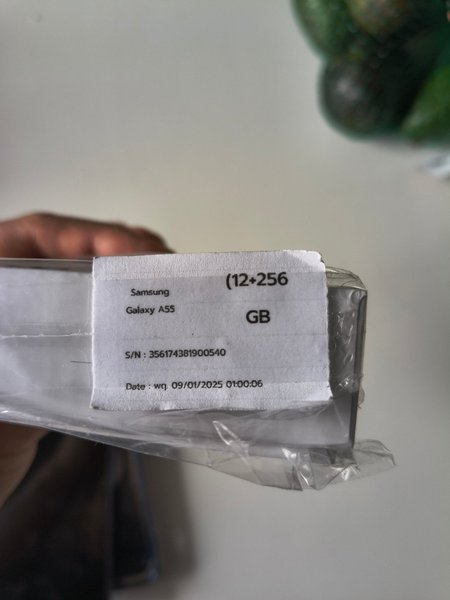 Samsung
(12+256
Galaxy A55
GB
S/N : 356174381900540
Date : wq 09/01/2025 01:00:06